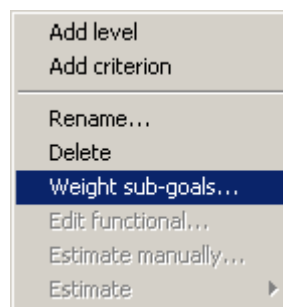 Add level
Add criterion
Rename...
Delete
Weight sub-goals...
Edit functional...
Estimate manually...
Estimate